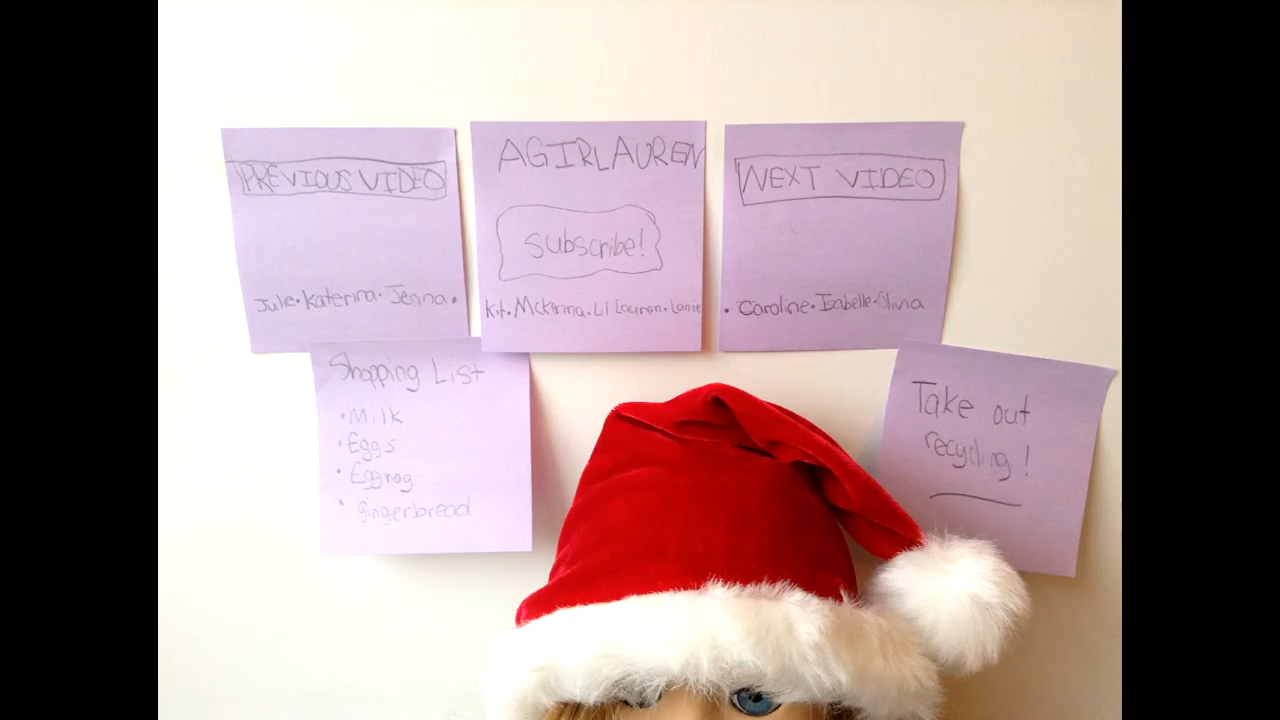 PREVIOUS VIDEO
Julie • Katerina • Jenna •
AGIRLAUREN
Subscribe!
Kit • McKenna • Li'l Lauren • Lanie
NEXT VIDEO
• Caroline • Isabelle • Olivia
Shopping List
• Milk
• Eggs
• Eggnog
• gingerbread
Take out
recycling!